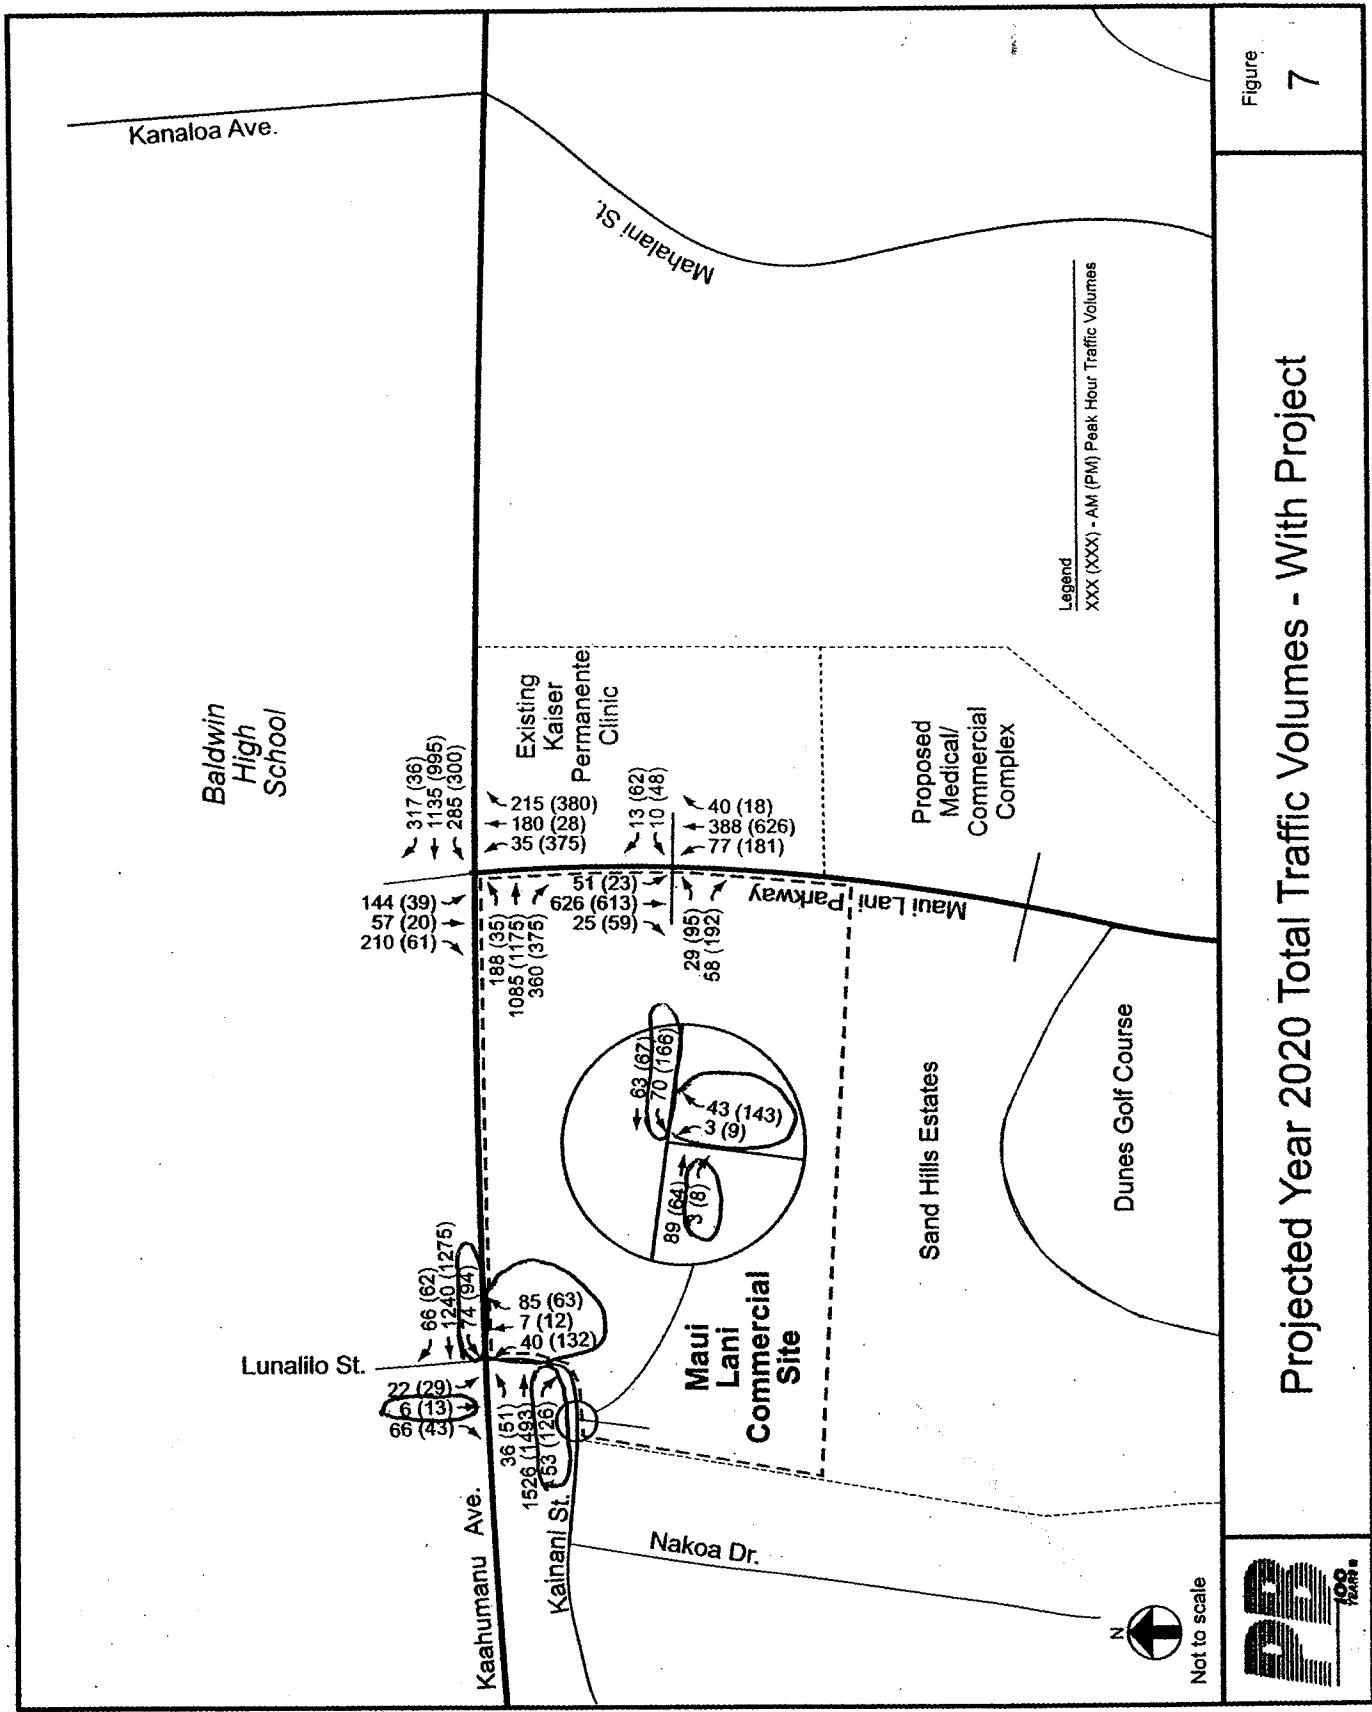 Kanaloa Ave.
Mahalani St.
Baldwin
High
School
317 (36)
1135 (995)
285 (300)
144 (39)
57 (20)
210 (61)
215 (380)
180 (28)
35 (375)
188 (35)
1085 (1175)
360 (375)
Existing
Kaiser
Permanente
Clinic
13 (62)
10 (48)
40 (18)
388 (626)
77 (181)
51 (23)
626 (613)
25 (59)
29 (95)
58 (192)
Maui Lani
Parkway
Proposed
Medical/
Commercial
Complex
Legend
XXX (XXX) - AM (PM) Peak Hour Traffic Volumes
63 (67)
70 (166)
43 (143)
3 (9)
89 (64)
3 (8)
Lunalilo St.
66 (62)
1240 (1275)
74 (94)
22 (29)
6 (13)
66 (43)
85 (63)
7 (12)
40 (132)
36 (51)
1526 (1493)
53 (126)
Kaahumanu Ave.
Kainani St.
Nakoa Dr.
Maui
Lani
Commercial
Site
Sand Hills Estates
Dunes Golf Course
N
Not to scale
PB
100
YEARS
Projected Year 2020 Total Traffic Volumes - With Project
Figure
7